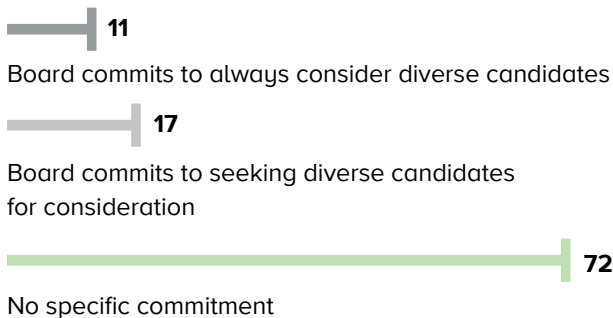 11
Board commits to always consider diverse candidates
17
Board commits to seeking diverse candidates
for consideration
72
No specific commitment